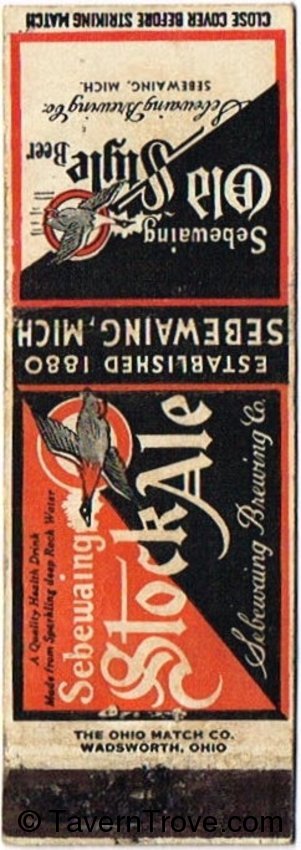 CLOSE COVER BEFORE STRIKING MATCH
Sebewaing
Old Style
Beer
Sebewaing Brewing Co.
SEBEWAING, MICH.
ESTABLISHED 1880
SEBEWAING, MICH.
A Quality Health Drink
Made from Sparkling deep Rock Water
Sebewaing
Stock Ale
Sebewaing Brewing Co.
THE OHIO MATCH CO.
WADSWORTH, OHIO
© TavernTrove.com